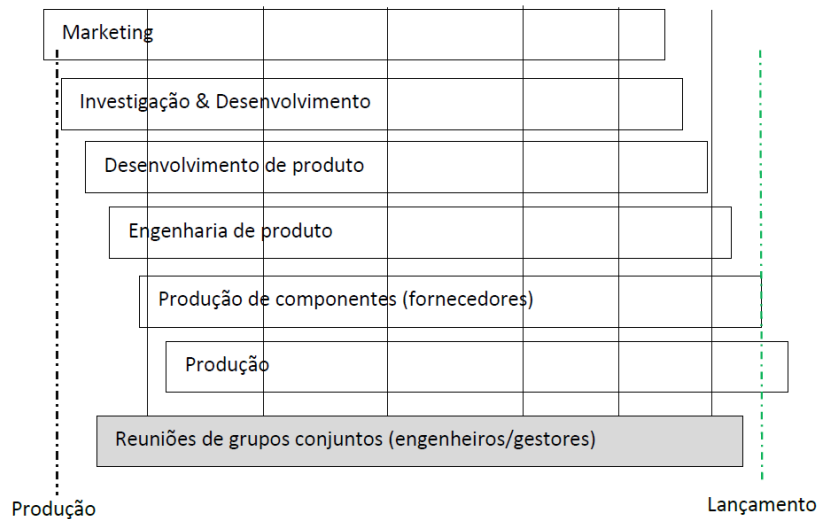 Marketing
Investigação & Desenvolvimento
Desenvolvimento de produto
Engenharia de produto
Produção de componentes (fornecedores)
Produção
Reuniões de grupos conjuntos (engenheiros/gestores)
Produção
Lançamento